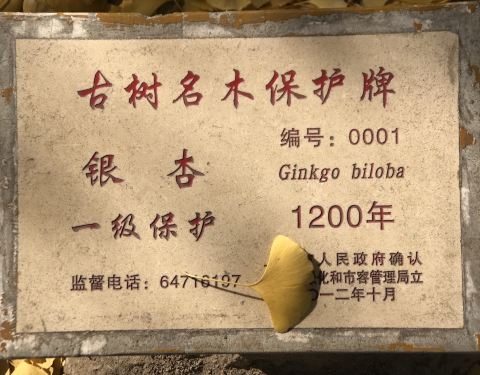 古树名木保护牌
编号：0001
银杏
Ginkgo biloba
一级保护
1200年
人民政府确认
监督电话：64716197
化和市容管理局立
一二年十月